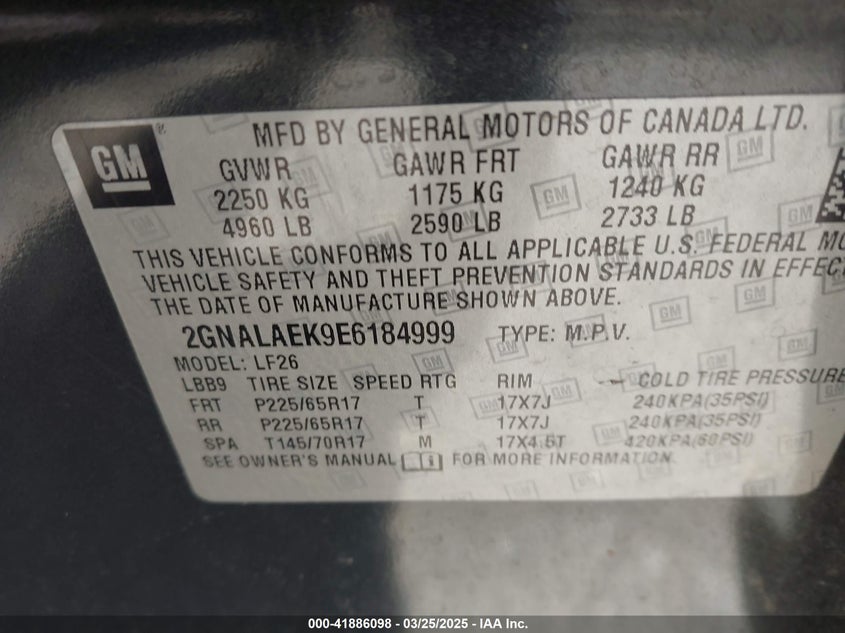 GM
MFD BY GENERAL MOTORS OF CANADA LTD.
GVWR GAWR FRT GAWR RR
2250 KG 1175 KG 1240 KG
4960 LB 2590 LB 2733 LB
THIS VEHICLE CONFORMS TO ALL APPLICABLE U.S. FEDERAL MO
VEHICLE SAFETY AND THEFT PREVENTION STANDARDS IN EFFEC
THE DATE OF MANUFACTURE SHOWN ABOVE.
2GNALAEK9E6184999 TYPE: M.P.V.
MODEL: LF26
LBB9 TIRE SIZE SPEED RTG RIM COLD TIRE PRESSURE
FRT P225/65R17 T 17X7J 240KPA(35PSI)
RR P225/65R17 T 17X7J 240KPA(35PSI)
SPA T145/70R17 M 17X4.5T 420KPA(60PSI)
SEE OWNER'S MANUAL FOR MORE INFORMATION.
000-41886098 - 03/25/2025 - IAA Inc.